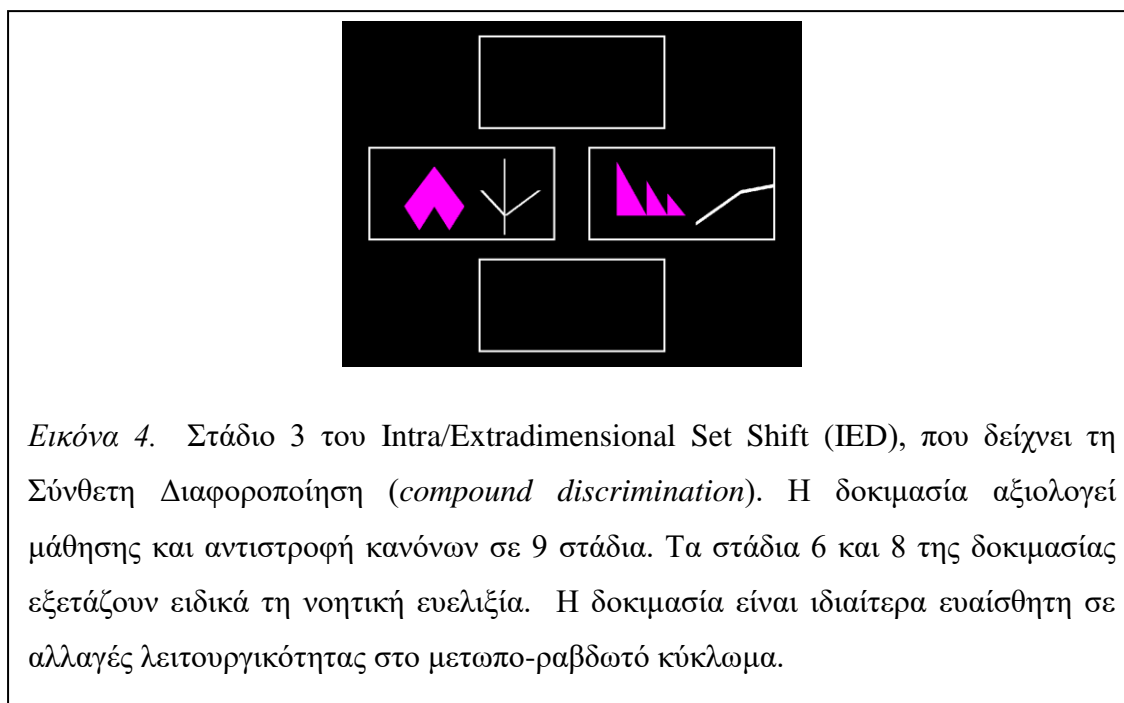 Εικόνα 4. Στάδιο 3 του Intra/Extradimensional Set Shift (IED), που δείχνει τη
Σύνθετη Διαφοροποίηση (compound discrimination). Η δοκιμασία αξιολογεί
μάθησης και αντιστροφή κανόνων σε 9 στάδια. Τα στάδια 6 και 8 της δοκιμασίας
εξετάζουν ειδικά τη νοητική ευελιξία. Η δοκιμασία είναι ιδιαίτερα ευαίσθητη σε
αλλαγές λειτουργικότητας στο μετωπο-ραβδωτό κύκλωμα.